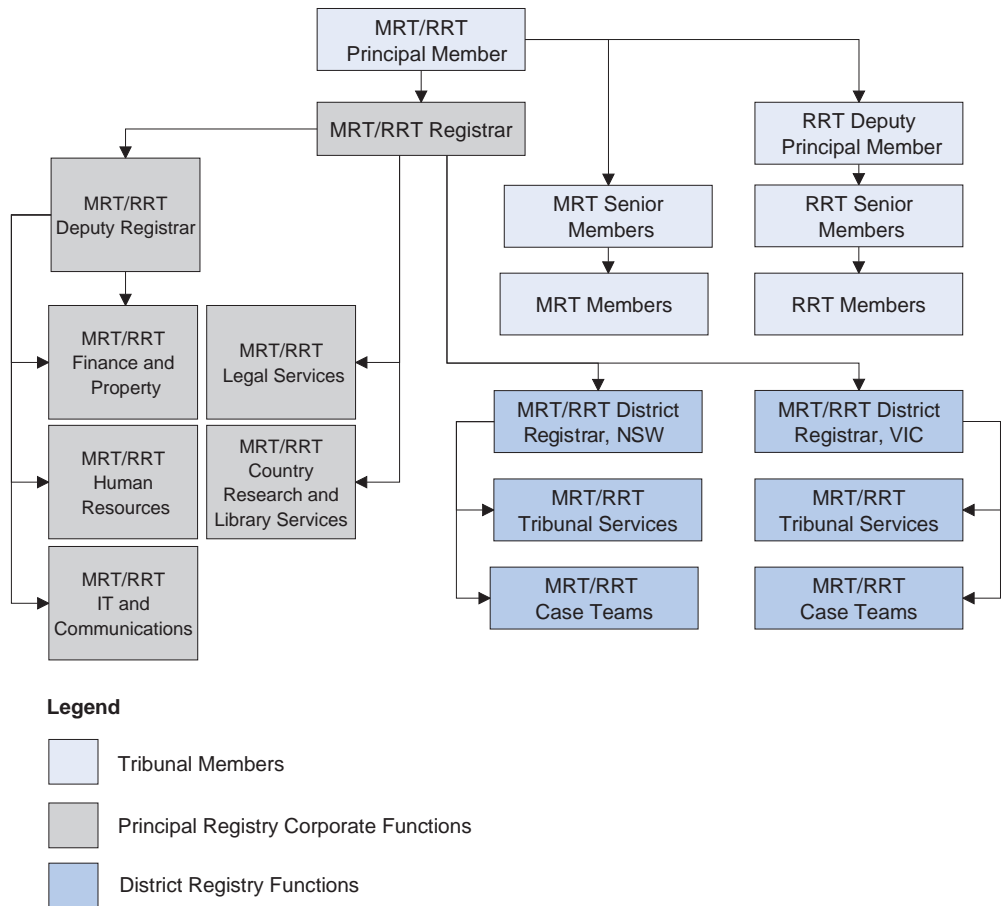 MRT/RRT
Principal Member
MRT/RRT Registrar
RRT Deputy
Principal Member
MRT/RRT
Deputy Registrar
MRT Senior
Members
RRT Senior
Members
MRT Members
RRT Members
MRT/RRT
Finance and
Property
MRT/RRT
Legal Services
MRT/RRT District
Registrar, NSW
MRT/RRT District
Registrar, VIC
MRT/RRT
Human
Resources
MRT/RRT
Country
Research and
Library Services
MRT/RRT
Tribunal Services
MRT/RRT
Tribunal Services
MRT/RRT
IT and
Communications
MRT/RRT
Case Teams
MRT/RRT
Case Teams
Legend
Tribunal Members
Principal Registry Corporate Functions
District Registry Functions